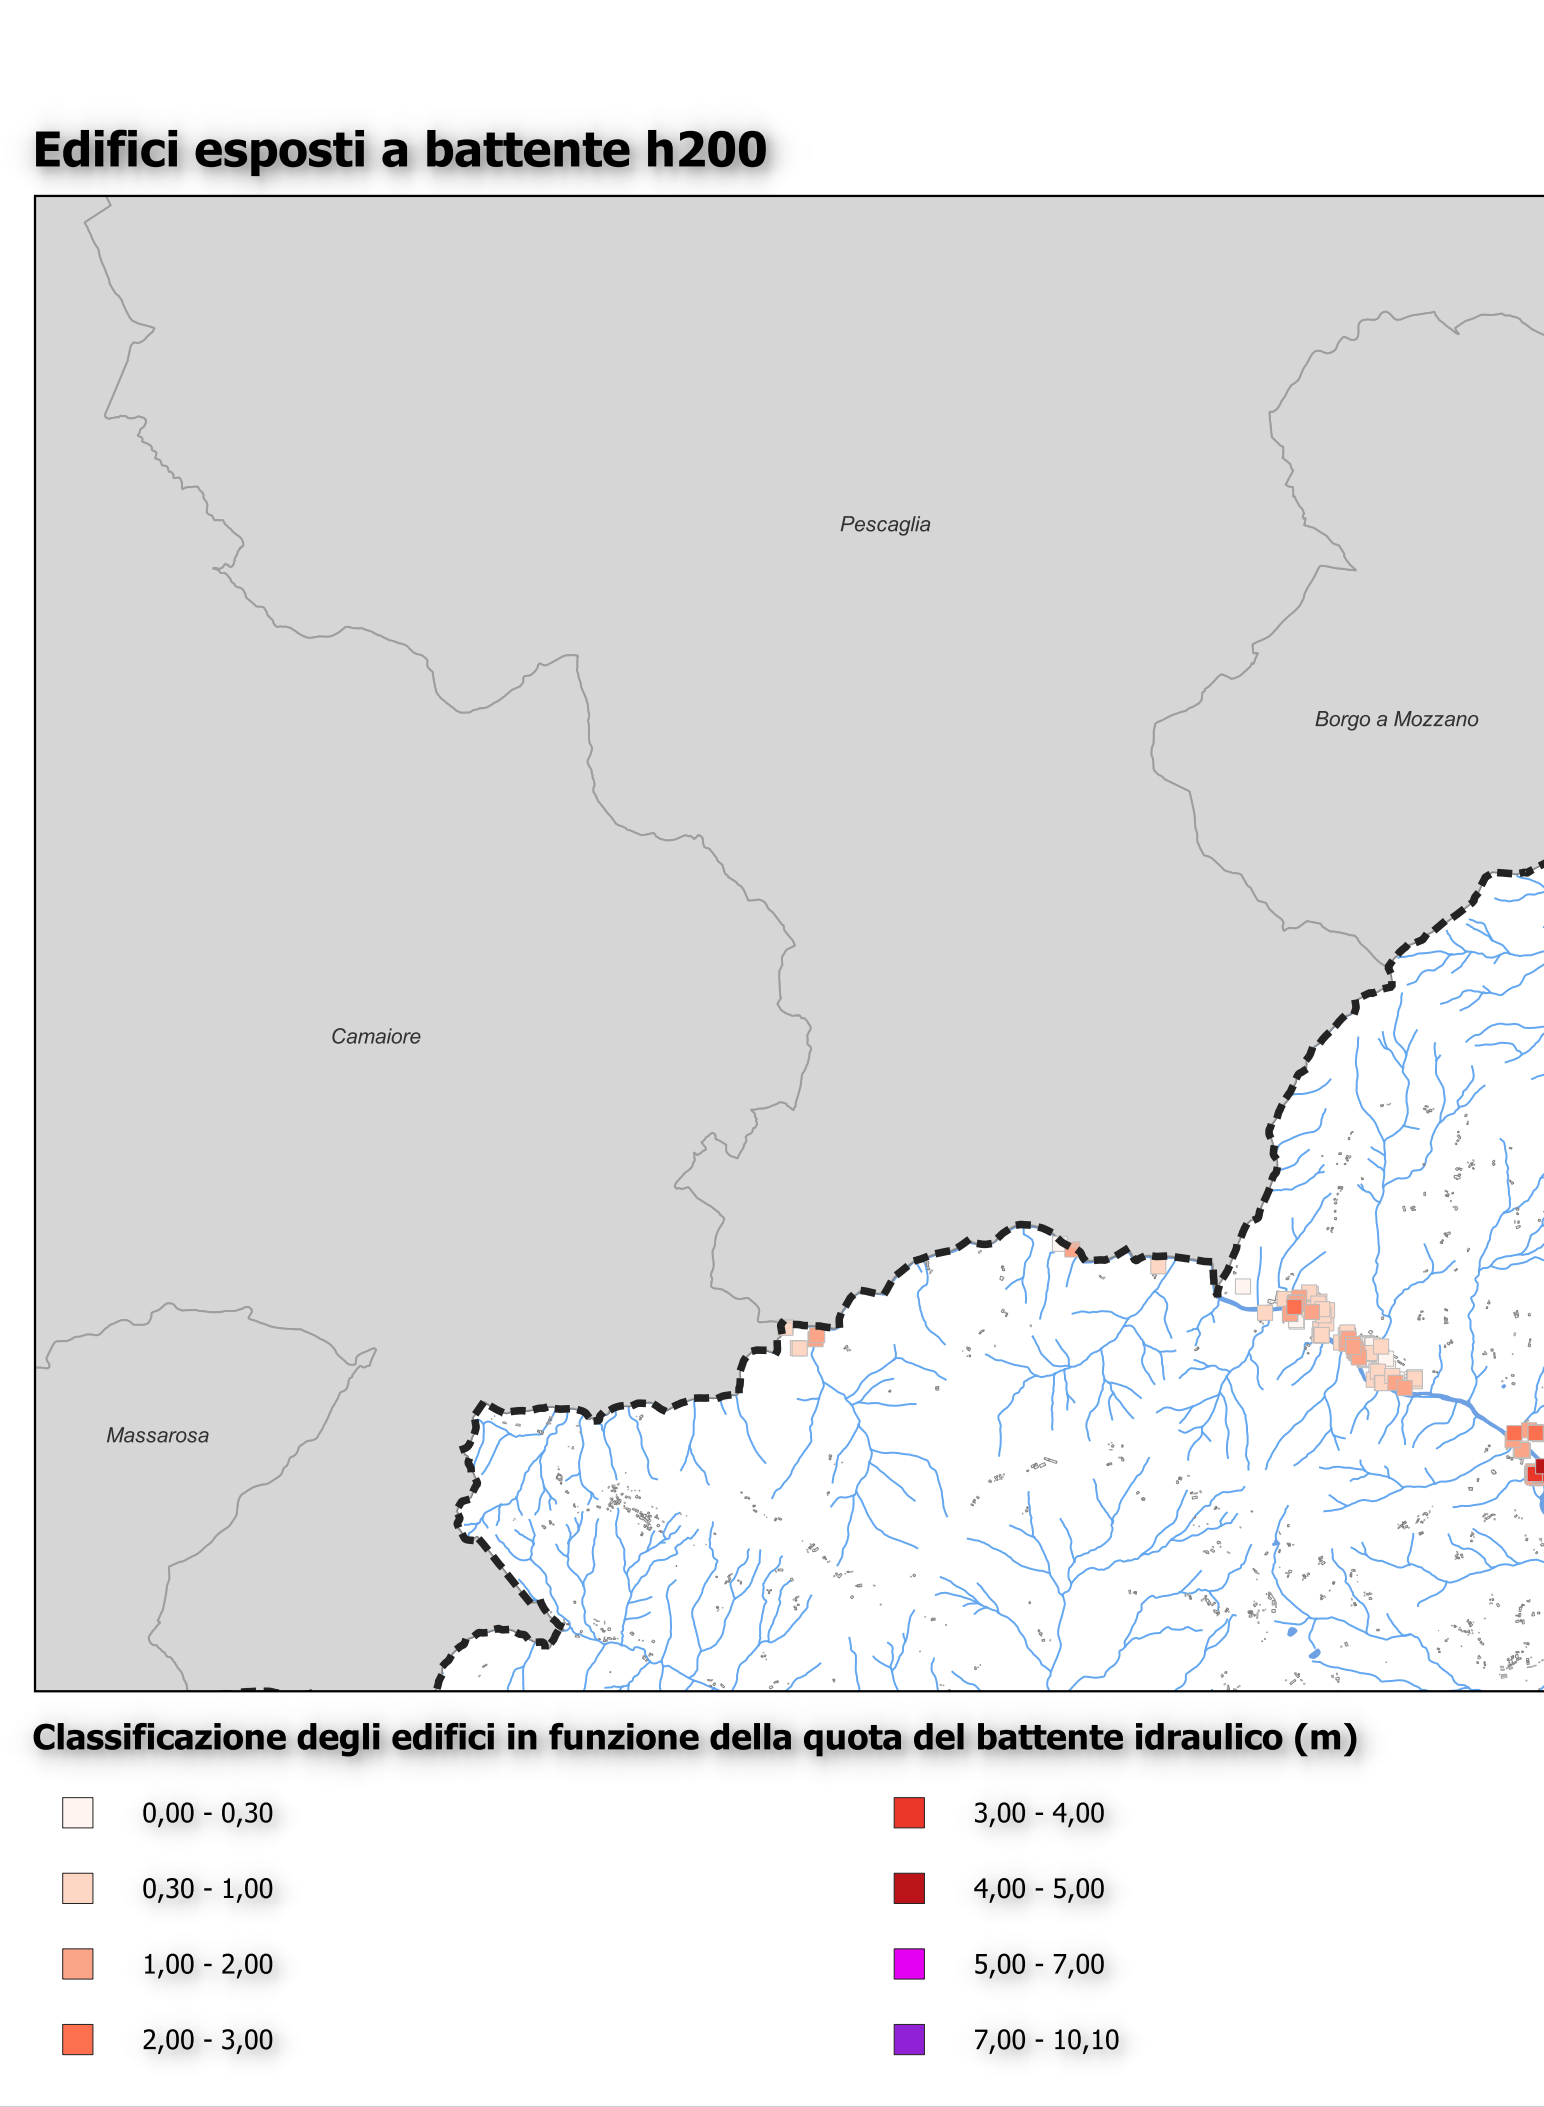 Edifici esposti a battente h200
Pescaglia
Borgo a Mozzano
Camaiore
Massarosa
Classificazione degli edifici in funzione della quota del battente idraulico (m)
0,00 - 0,30
0,30 - 1,00
1,00 - 2,00
2,00 - 3,00
3,00 - 4,00
4,00 - 5,00
5,00 - 7,00
7,00 - 10,10